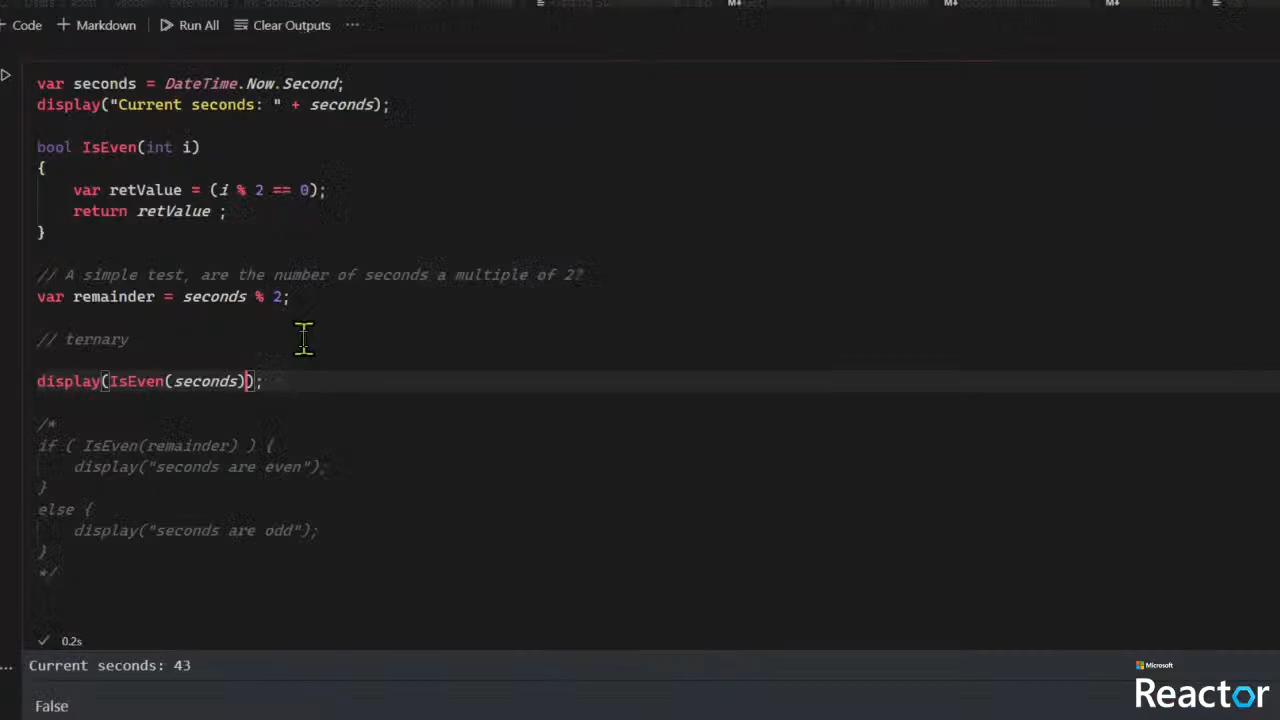 + Code + Markdown Run All Clear Outputs ...
var seconds = DateTime.Now.Second;
display("Current seconds: " + seconds);
bool IsEven(int i)
{
var retValue = (i % 2 == 0);
return retValue ;
}
// A simple test, are the number of seconds a multiple of 2?
var remainder = seconds % 2;
// ternary
display(IsEven(seconds));
/*
if ( IsEven(remainder) ) {
display("seconds are even");
}
else {
display("seconds are odd");
}
*/
0.2s
... Current seconds: 43
False
Microsoft
Reactor